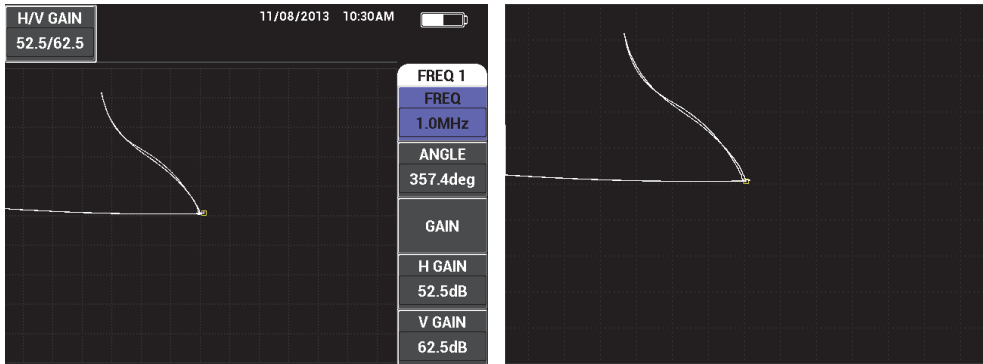 H/V GAIN
52.5/62.5
11/08/2013 10:30AM
FREQ 1
FREQ
1.0MHz
ANGLE
357.4deg
GAIN
H GAIN
52.5dB
V GAIN
62.5dB